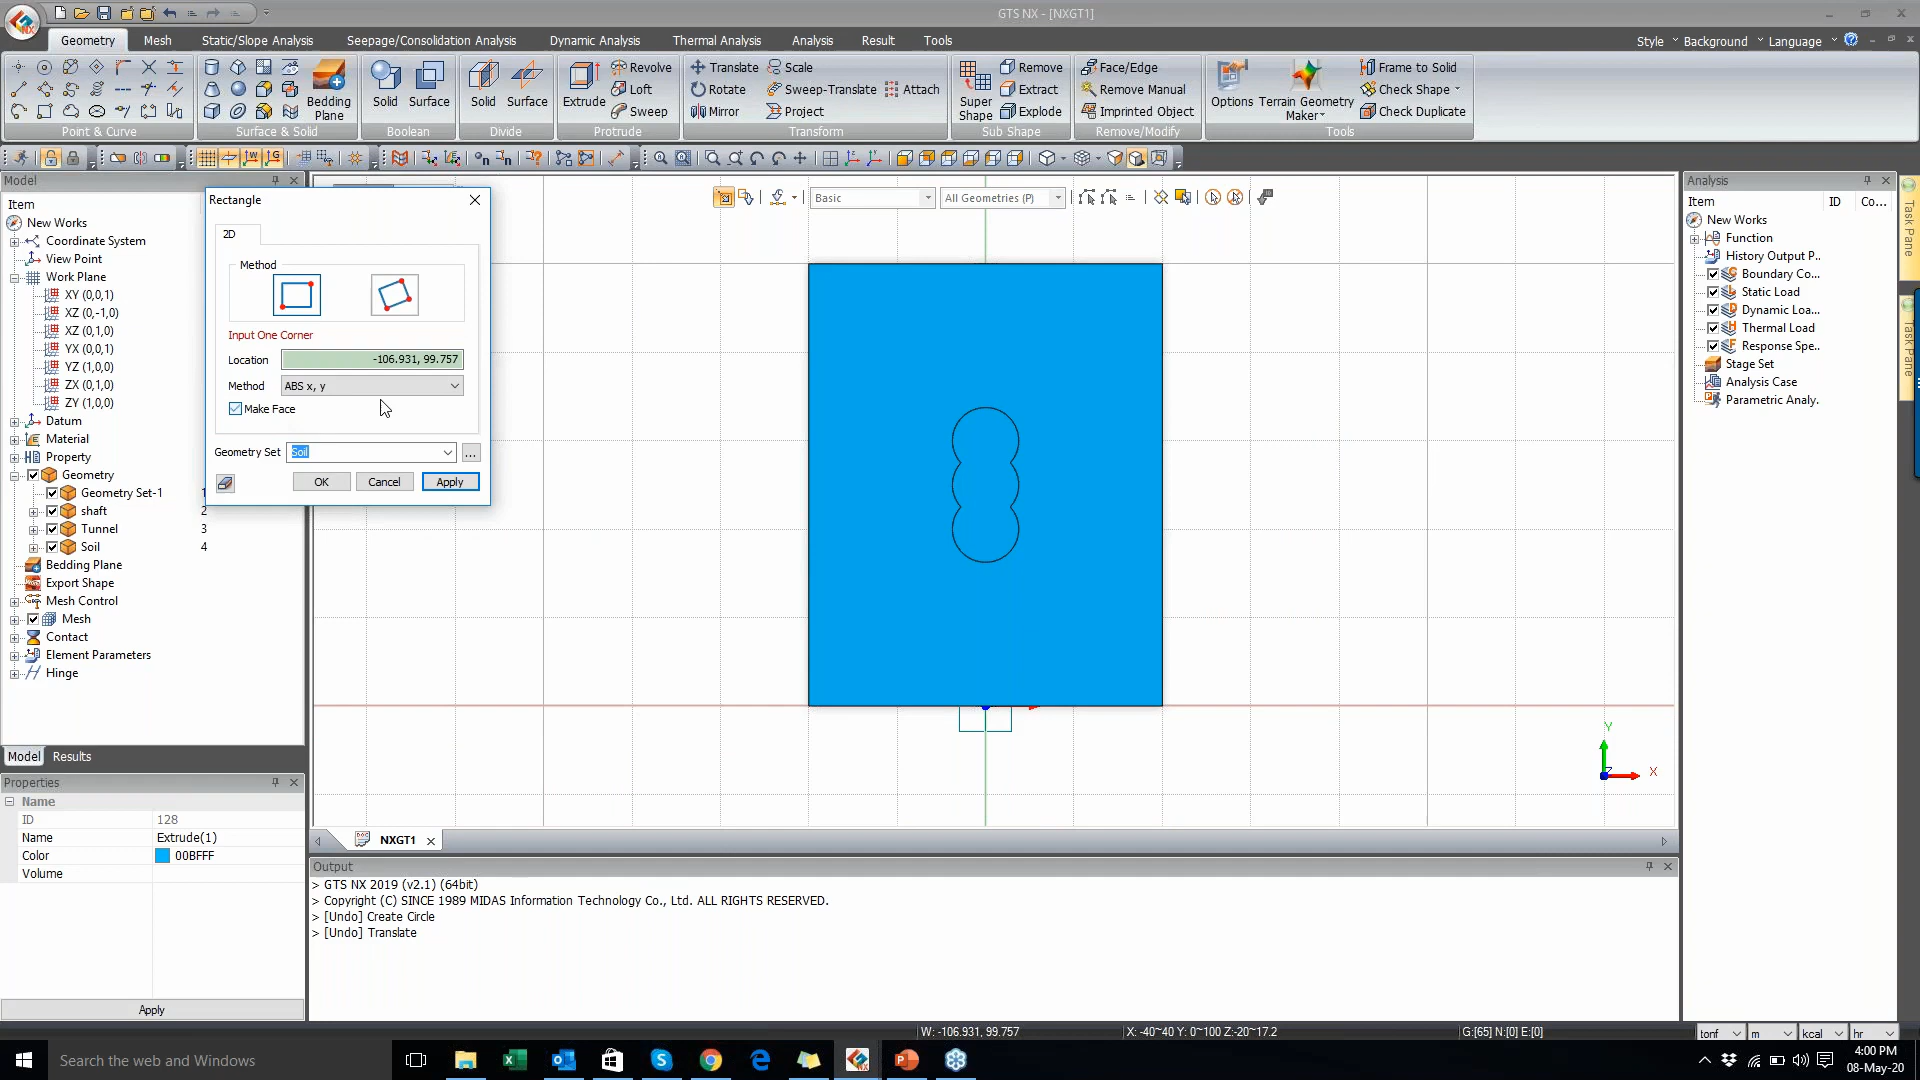 GTS NX - [NXGT1]
Geometry Mesh Static/Slope Analysis Seepage/Consolidation Analysis Dynamic Analysis Thermal Analysis Analysis Result Tools
Style Background Language
Bedding Plane
Solid Surface
Solid Surface
Extrude
Revolve
Loft
Sweep
Translate Scale
Rotate Sweep-Translate Attach
Mirror Project
Super Shape
Remove
Extract
Explode
Face/Edge
Remove Manual
Imprinted Object
Options
Terrain Geometry Maker
Frame to Solid
Check Shape
Check Duplicate
Point & Curve Surface & Solid Boolean Divide Protrude Transform Sub Shape Remove/Modify Tools
Model
Item
New Works
Coordinate System
View Point
Work Plane
XY (0,0,1)
XZ (0,-1,0)
XZ (0,1,0)
YX (0,0,1)
YZ (1,0,0)
ZX (0,1,0)
ZY (1,0,0)
Datum
Material
Property
Geometry
Geometry Set-1 1
shaft 2
Tunnel 3
Soil 4
Bedding Plane
Export Shape
Mesh Control
Mesh
Contact
Element Parameters
Hinge
Model Results
Properties
Name
ID 128
Name Extrude(1)
Color 00BFFF
Volume
Apply
Rectangle
2D
Method
Input One Corner
Location -106.931, 99.757
Method ABS x, y
Make Face
Geometry Set Soil ...
OK Cancel Apply
Basic All Geometries (P)
Y
Z
X
NXGT1
Output
> GTS NX 2019 (v2.1) (64bit)
> Copyright (C) SINCE 1989 MIDAS Information Technology Co., Ltd. ALL RIGHTS RESERVED.
> [Undo] Create Circle
> [Undo] Translate
Analysis
Item ID Co...
New Works
Function
History Output P..
Boundary Co...
Static Load
Dynamic Loa...
Thermal Load
Response Spe..
Stage Set
Analysis Case
Parametric Analy.
Task Pane
Task Pane
W: -106.931, 99.757 X: -40~40 Y: 0~100 Z:-20~17.2 G:[65] N:[0] E:[0] tonf m kcal hr
Search the web and Windows
4:00 PM
08-May-20